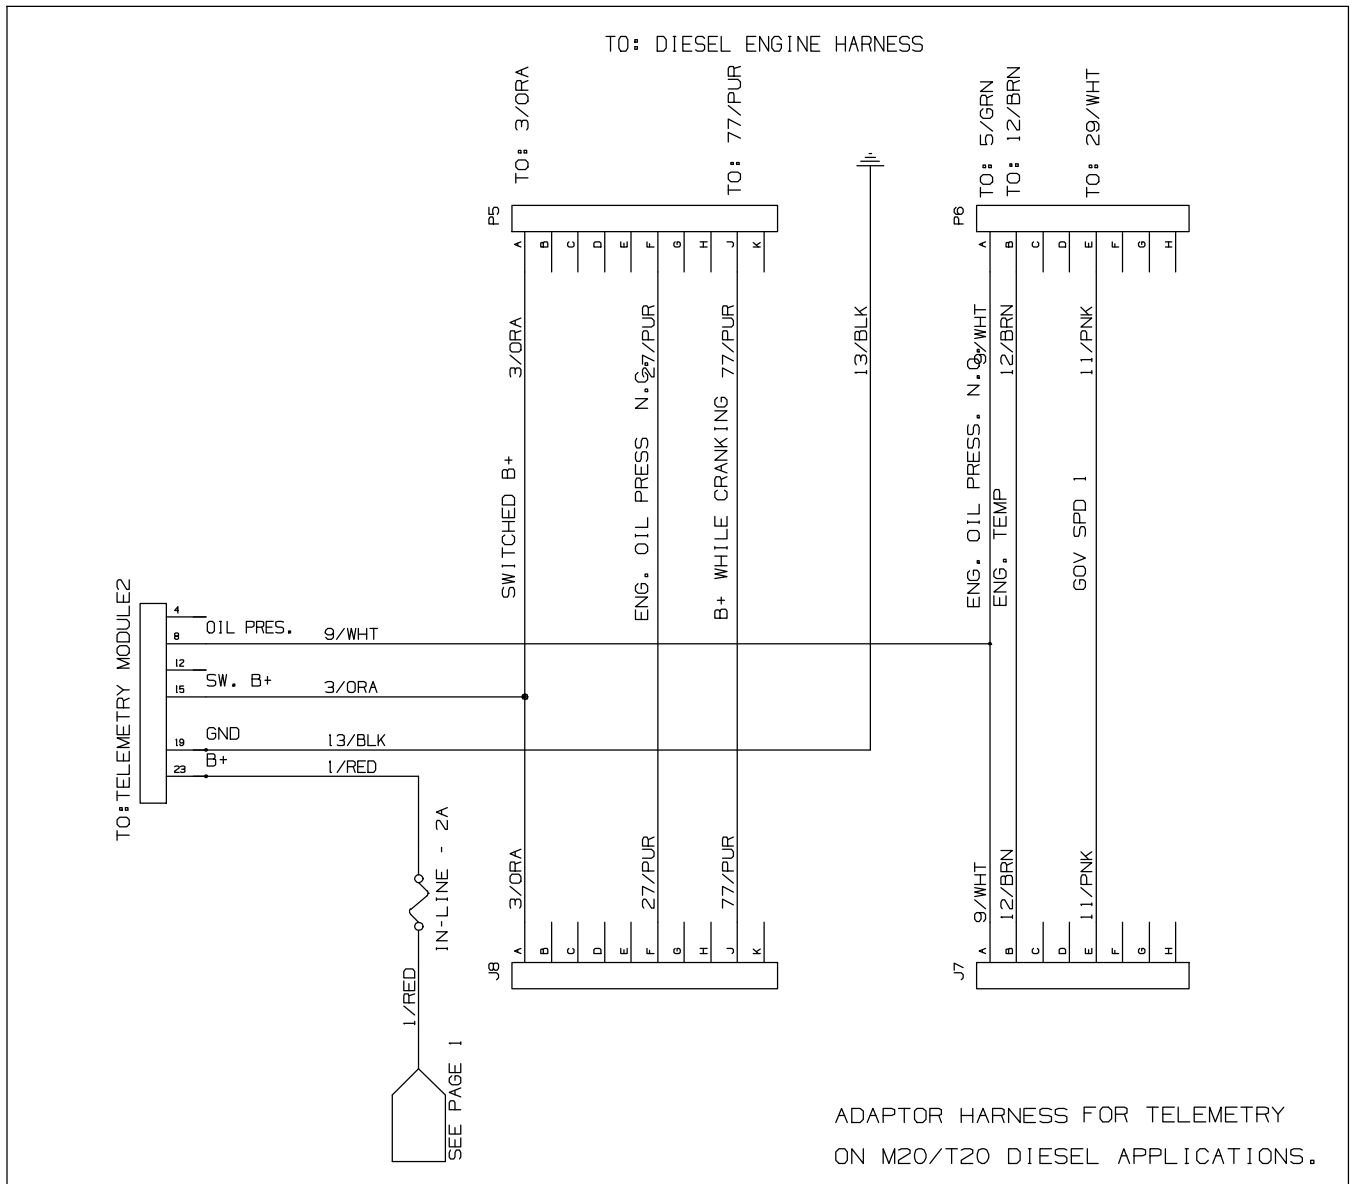 TO: DIESEL ENGINE HARNESS
TO: 3/ORA
TO: 77/PUR
TO: 5/GRN
TO: 12/BRN
TO: 29/WHT
P5
A B C D E F G H J K
P6
A B C D E F G H
3/ORA
27/PUR
77/PUR
13/BLK
9/WHT
12/BRN
11/PNK
SWITCHED B+
ENG. OIL PRESS N.C.
B+ WHILE CRANKING
ENG. OIL PRESS. N.O.
ENG. TEMP
GOV SPD 1
TO: TELEMETRY MODULE2
4
8 OIL PRES. 9/WHT
12
15 SW. B+ 3/ORA
19 GND 13/BLK
23 B+ 1/RED
IN-LINE - 2A
1/RED
SEE PAGE 1
3/ORA
27/PUR
77/PUR
9/WHT
12/BRN
11/PNK
J8
A B C D E F G H J K
J7
A B C D E F G H
ADAPTOR HARNESS FOR TELEMETRY
ON M20/T20 DIESEL APPLICATIONS.